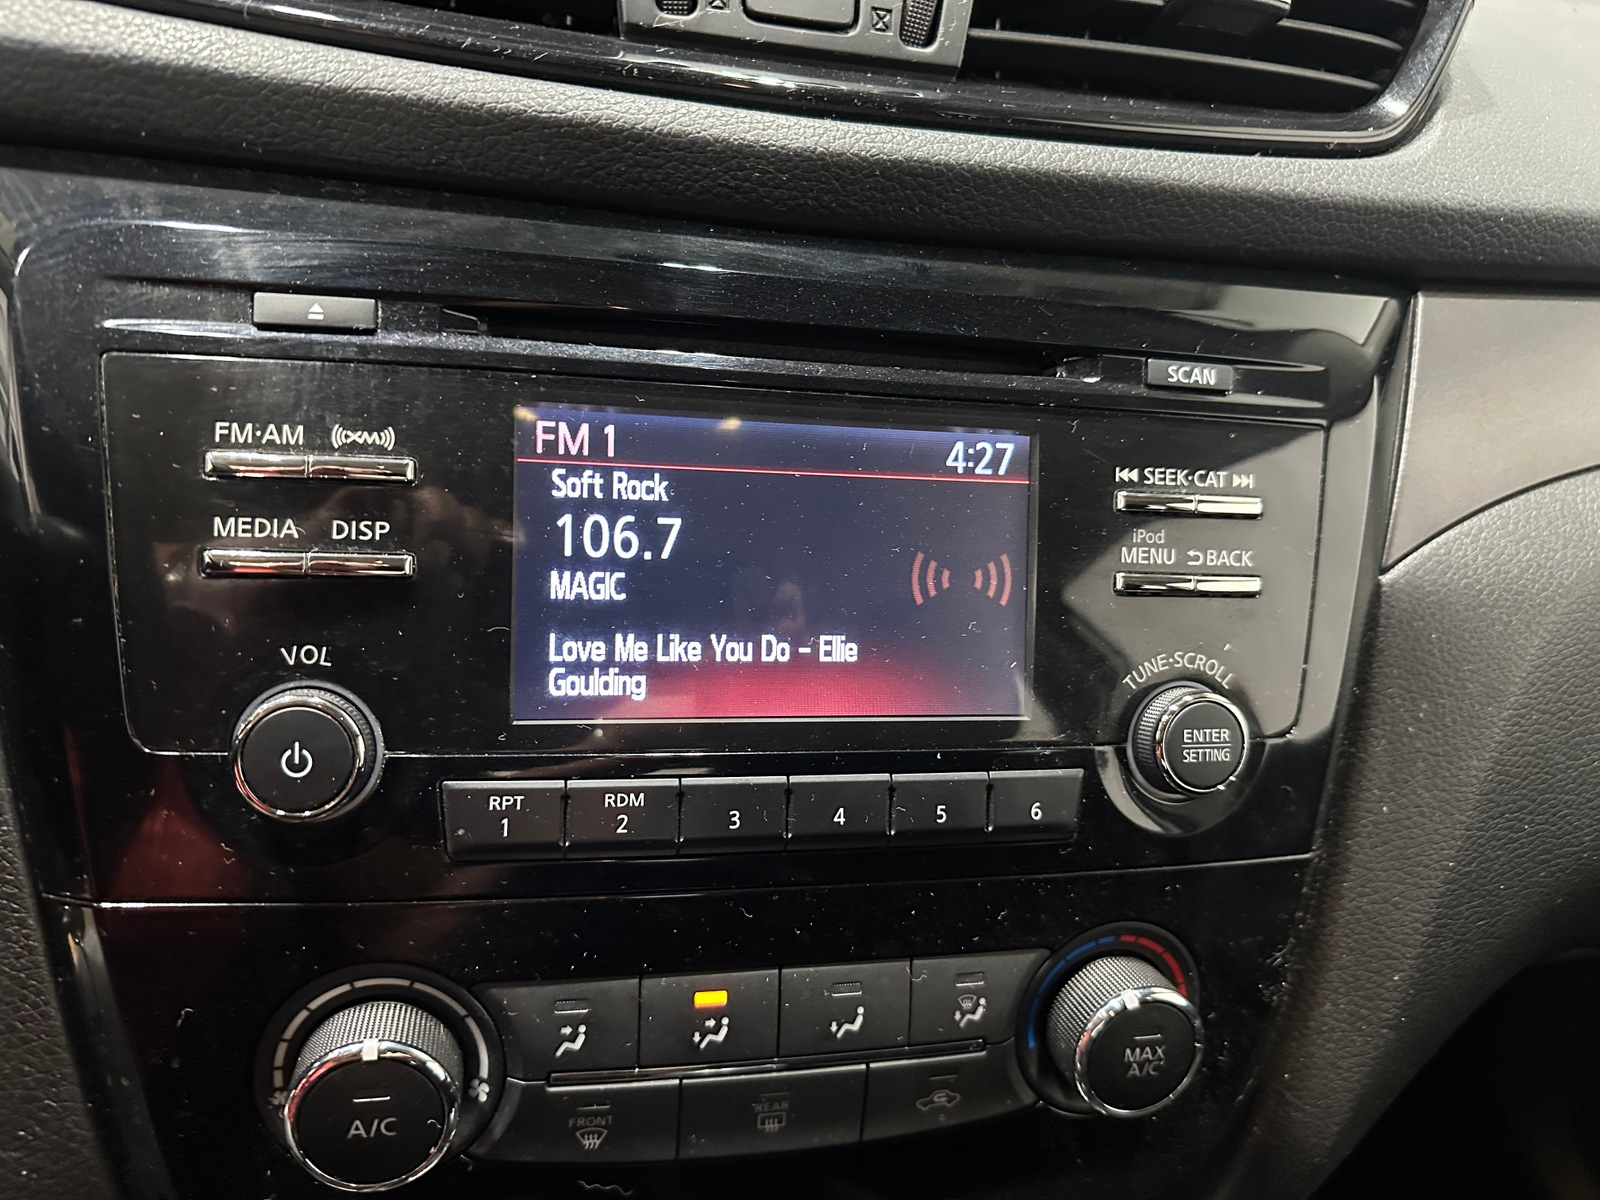 SCAN
FM·AM XM
MEDIA DISP
VOL
FM 1 4:27
Soft Rock
106.7
MAGIC
Love Me Like You Do - Ellie
Goulding
SEEK·CAT
iPod
MENU BACK
TUNE·SCROLL
ENTER
SETTING
RPT
1
RDM
2
3
4
5
6
A/C
FRONT
REAR
MAX
A/C